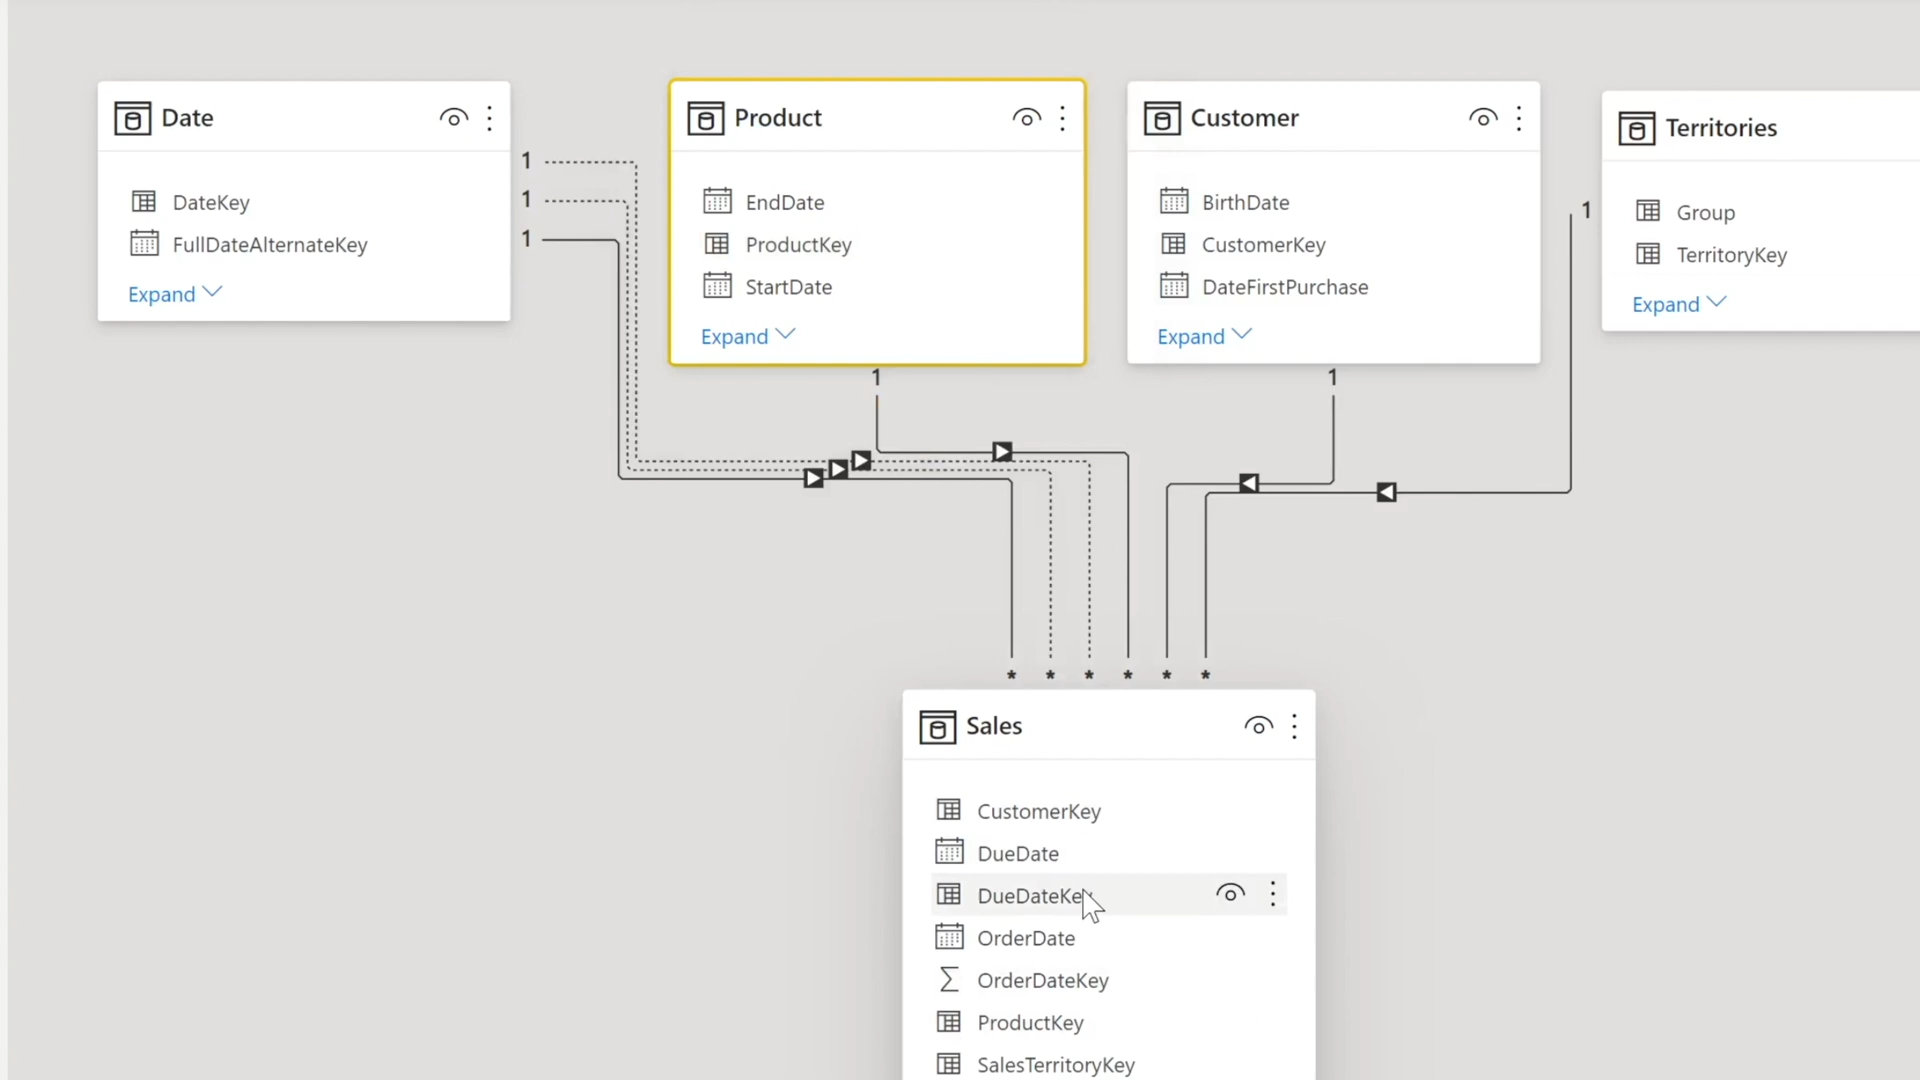 Date
DateKey
FullDateAlternateKey
Expand
1
1
1
Product
EndDate
ProductKey
StartDate
Expand
1
Customer
BirthDate
CustomerKey
DateFirstPurchase
Expand
1
Territories
Group
TerritoryKey
Expand
1
* * * * * *
Sales
CustomerKey
DueDate
DueDateKey
OrderDate
OrderDateKey
ProductKey
SalesTerritoryKey